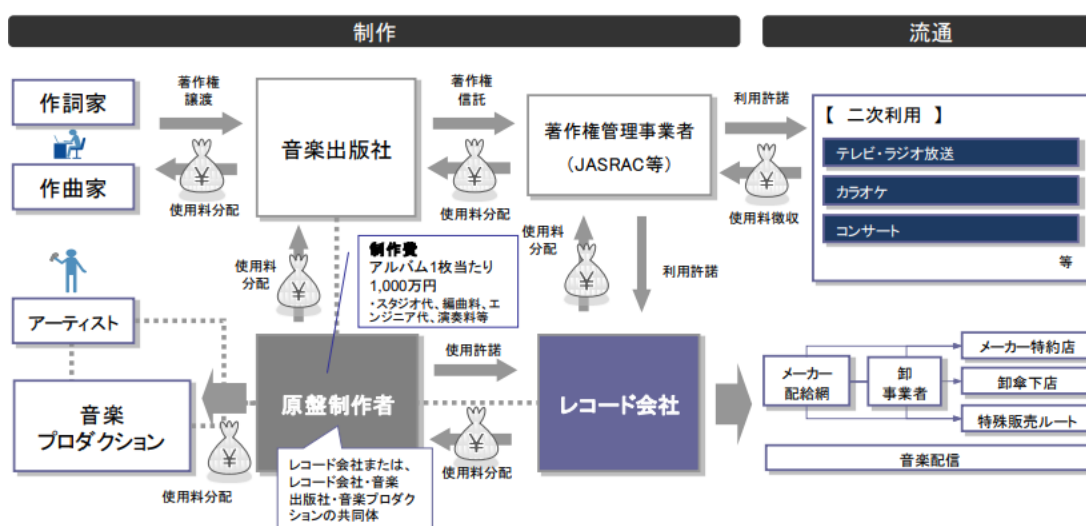 制作
流通
作詞家
作曲家
著作権
譲渡
¥
使用料分配
音楽出版社
著作権
信託
¥
使用料分配
著作権管理事業者
（JASRAC等）
利用許諾
¥
使用料徴収
【 二次利用 】
テレビ・ラジオ放送
カラオケ
コンサート
等
使用料
分配
¥
制作費
アルバム1枚当たり
1,000万円
・スタジオ代、編曲料、エ
ンジニア代、演奏料等
使用料
分配
¥
利用許諾
アーティスト
音楽
プロダクション
¥
使用料分配
原盤制作者
レコード会社または、
レコード会社・音楽
出版社・音楽プロダク
ションの共同体
使用許諾
¥
使用料分配
レコード会社
メーカー
配給網
卸
事業者
メーカー特約店
卸傘下店
特殊販売ルート
音楽配信